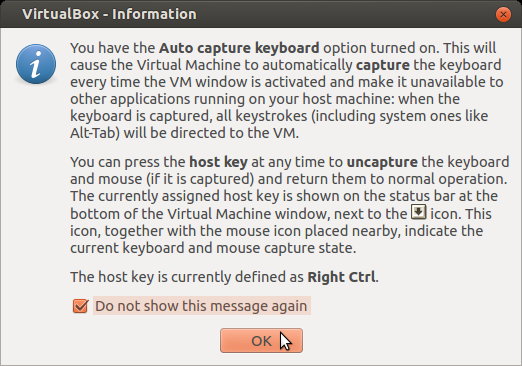 VirtualBox - Information
You have the Auto capture keyboard option turned on. This will
cause the Virtual Machine to automatically capture the keyboard
every time the VM window is activated and make it unavailable to
other applications running on your host machine: when the
keyboard is captured, all keystrokes (including system ones like
Alt-Tab) will be directed to the VM.
You can press the host key at any time to uncapture the keyboard
and mouse (if it is captured) and return them to normal operation.
The currently assigned host key is shown on the status bar at the
bottom of the Virtual Machine window, next to the icon. This
icon, together with the mouse icon placed nearby, indicate the
current keyboard and mouse capture state.
The host key is currently defined as Right Ctrl.
Do not show this message again
OK